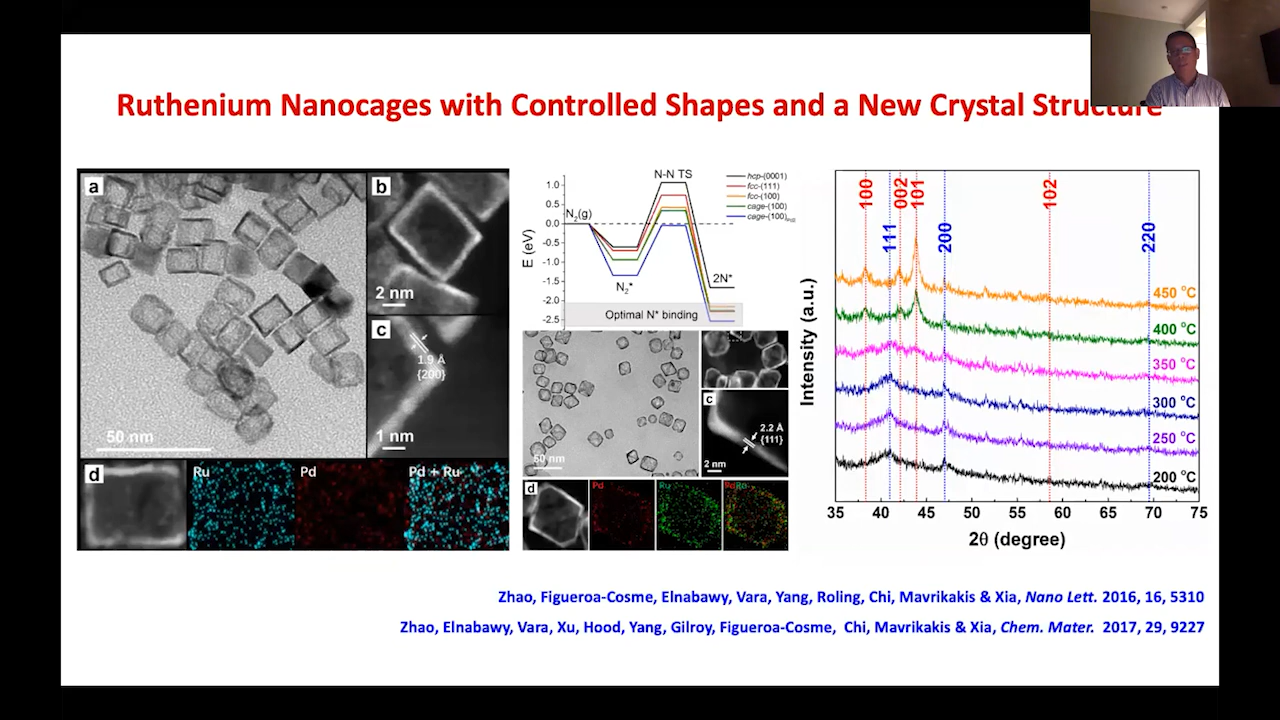 Ruthenium Nanocages with Controlled Shapes and a New Crystal Structure
a
50 nm
b
2 nm
c
1.9 Å
{200}
1 nm
d
Ru
Pd
Pd + Ru
E (eV)
1.0
0.5
0.0
-0.5
-1.0
-1.5
-2.0
-2.5
N₂(g)
N₂*
N-N TS
2N*
Optimal N* binding
hcp-(0001)
fcc-(111)
fcc-(100)
cage-(100)
cage-(100)
50 nm
c
2.2 Å
{111}
2 nm
d
Pd
Ru
PdRu
Intensity (a.u.)
100
111
002
101
200
102
220
450 °C
400 °C
350 °C
300 °C
250 °C
200 °C
35 40 45 50 55 60 65 70 75
2θ (degree)
Zhao, Figueroa-Cosme, Elnabawy, Vara, Yang, Roling, Chi, Mavrikakis & Xia, Nano Lett. 2016, 16, 5310
Zhao, Elnabawy, Vara, Xu, Hood, Yang, Gilroy, Figueroa-Cosme, Chi, Mavrikakis & Xia, Chem. Mater. 2017, 29, 9227